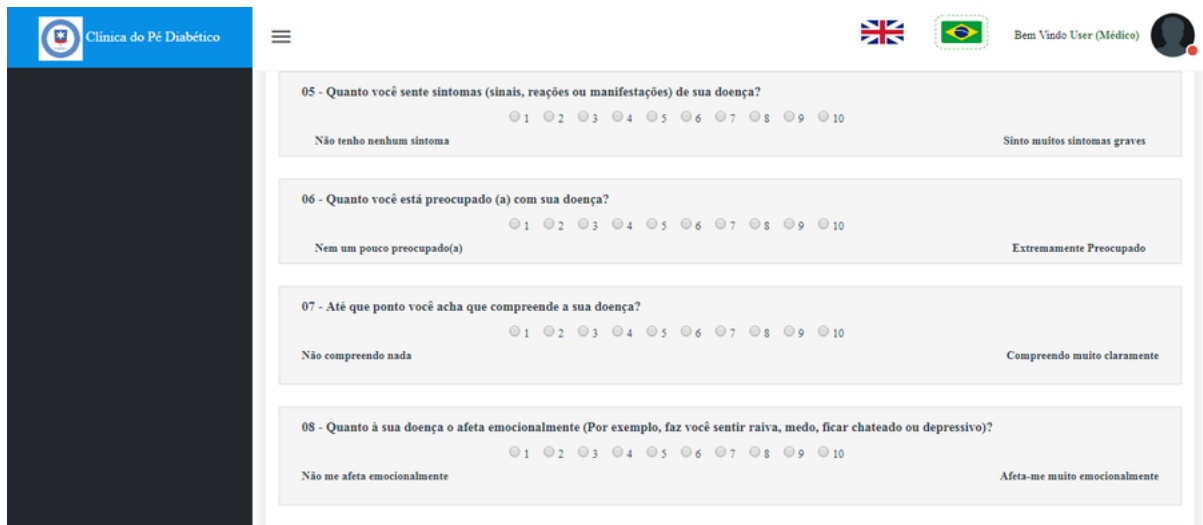 Clínica do Pé Diabético
Bem Vindo User (Médico)
05 - Quanto você sente sintomas (sinais, reações ou manifestações) de sua doença?
1 2 3 4 5 6 7 8 9 10
Não tenho nenhum sintoma Sinto muitos sintomas graves
06 - Quanto você está preocupado (a) com sua doença?
1 2 3 4 5 6 7 8 9 10
Nem um pouco preocupado(a) Extremamente Preocupado
07 - Até que ponto você acha que compreende a sua doença?
1 2 3 4 5 6 7 8 9 10
Não compreendo nada Compreendo muito claramente
08 - Quanto à sua doença o afeta emocionalmente (Por exemplo, faz você sentir raiva, medo, ficar chateado ou depressivo)?
1 2 3 4 5 6 7 8 9 10
Não me afeta emocionalmente Afeta-me muito emocionalmente